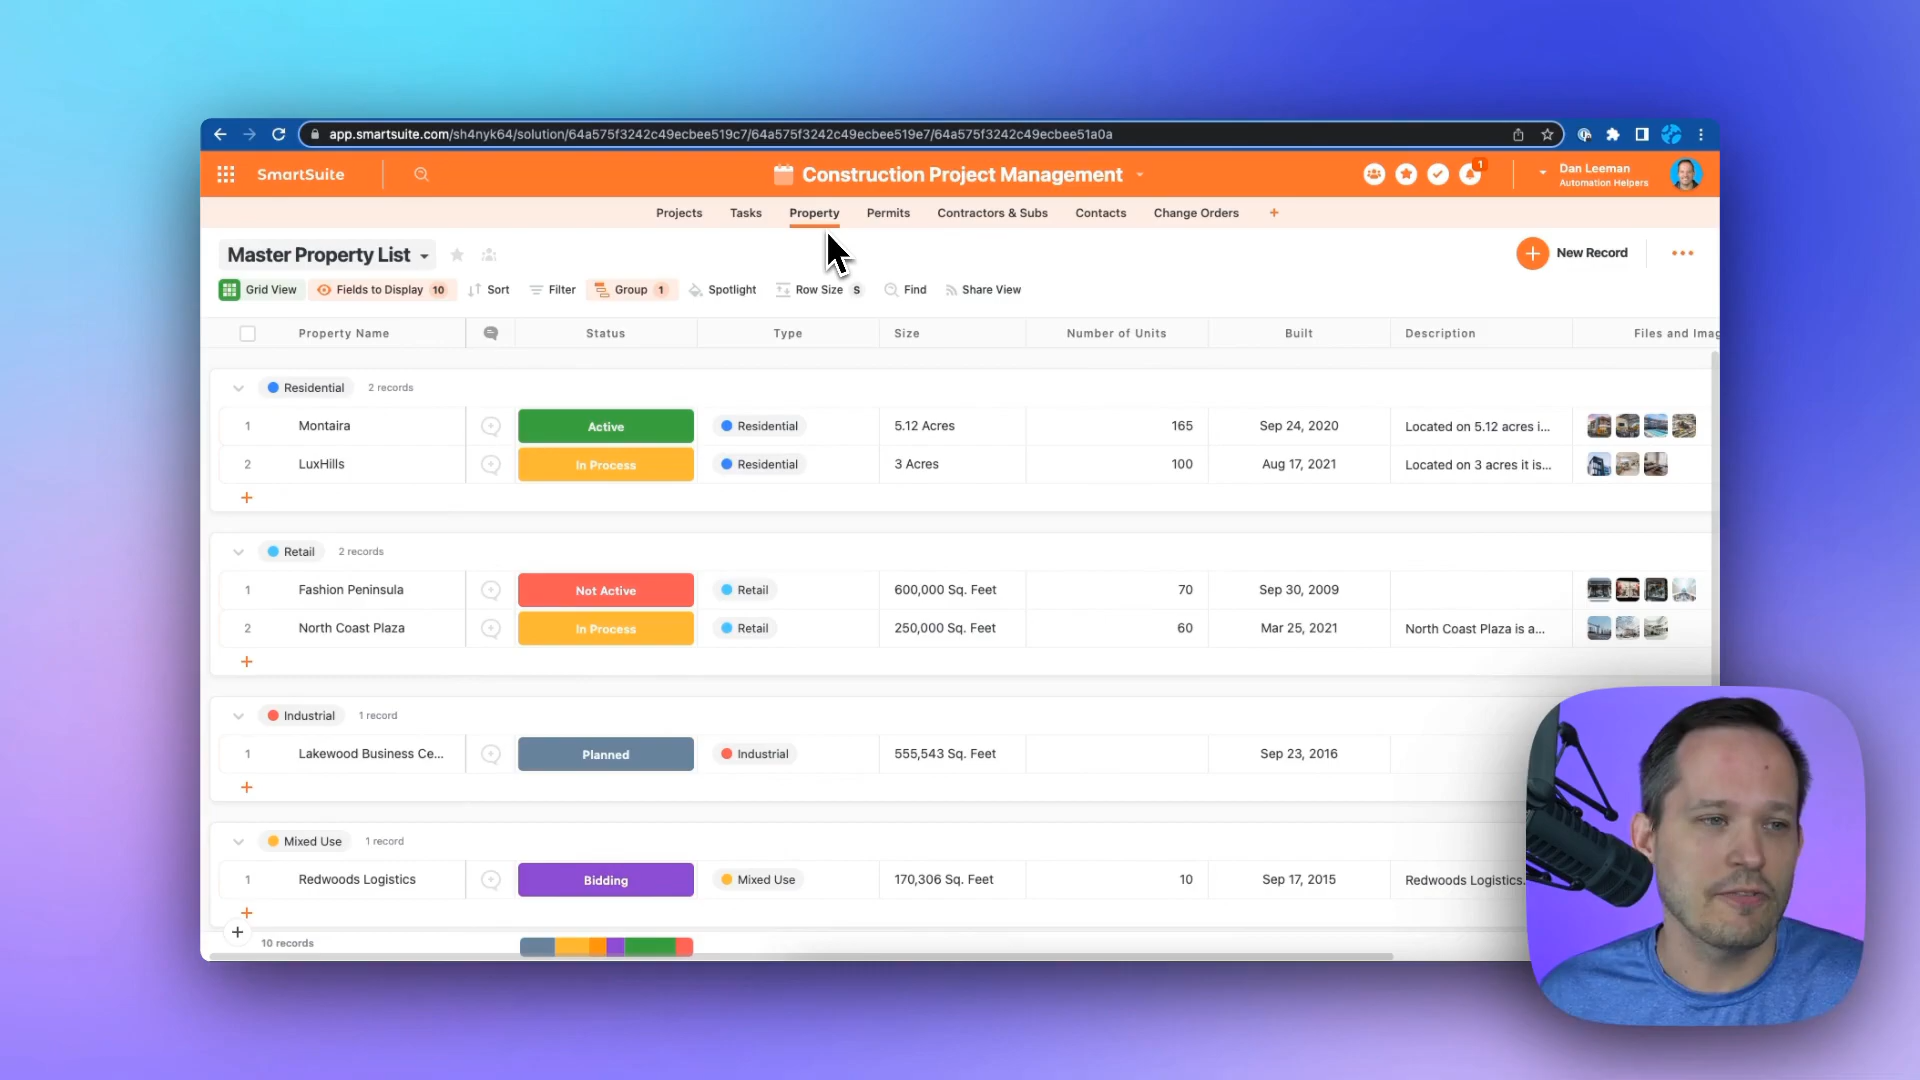 app.smartsuite.com/sh4nyk64/solution/64a575f3242c49ecbee519c7/64a575f3242c49ecbee519e7/64a575f3242c49ecbee51a0a
SmartSuite
Construction Project Management
1
Dan Leeman
Automation Helpers
Projects Tasks Property Permits Contractors & Subs Contacts Change Orders +
Master Property List
New Record
Grid View Fields to Display 10 Sort Filter Group 1 Spotlight Row Size S Find Share View
Property Name Status Type Size Number of Units Built Description Files and Imag
Residential 2 records
1 Montaira Active Residential 5.12 Acres 165 Sep 24, 2020 Located on 5.12 acres i...
2 LuxHills In Process Residential 3 Acres 100 Aug 17, 2021 Located on 3 acres it is...
+
Retail 2 records
1 Fashion Peninsula Not Active Retail 600,000 Sq. Feet 70 Sep 30, 2009
2 North Coast Plaza In Process Retail 250,000 Sq. Feet 60 Mar 25, 2021 North Coast Plaza is a...
+
Industrial 1 record
1 Lakewood Business Ce... Planned Industrial 555,543 Sq. Feet Sep 23, 2016
+
Mixed Use 1 record
1 Redwoods Logistics Bidding Mixed Use 170,306 Sq. Feet 10 Sep 17, 2015 Redwoods Logistics.
+
+ 10 records